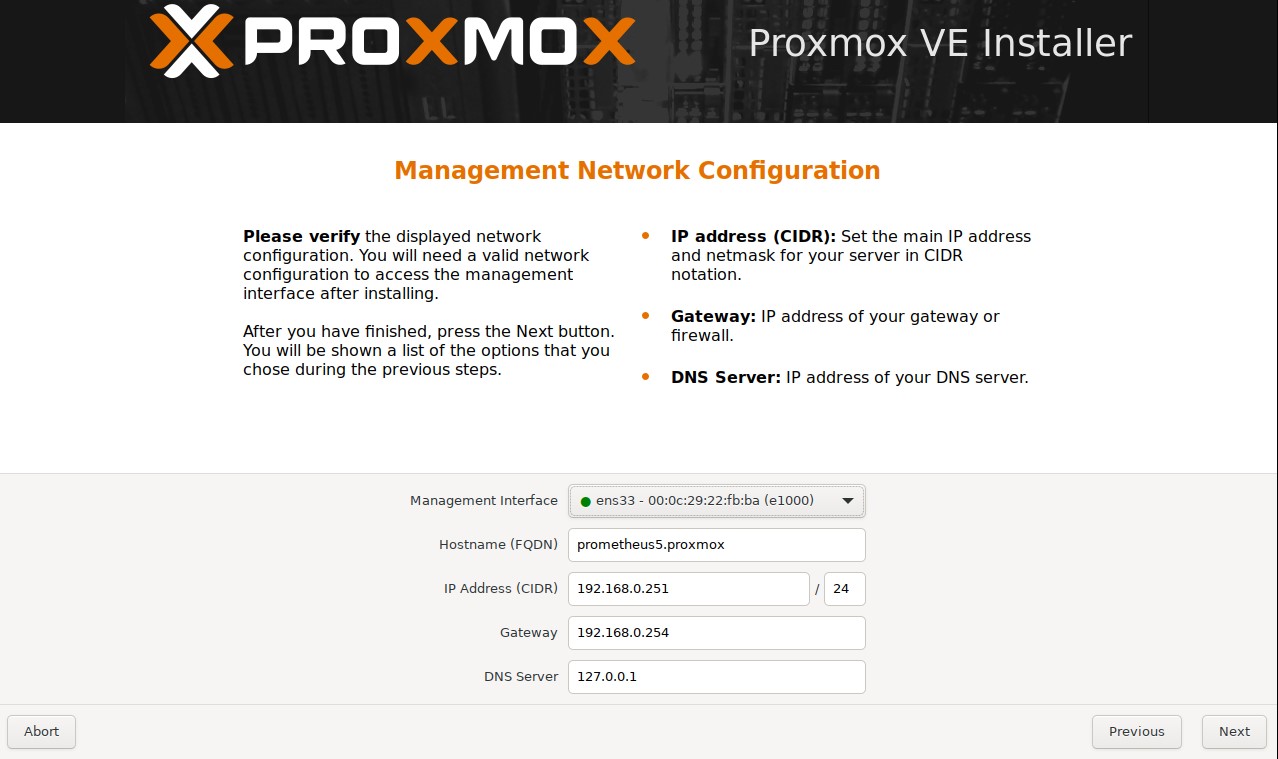 PROXMOX
Proxmox VE Installer
Management Network Configuration
Please verify the displayed network
configuration. You will need a valid network
configuration to access the management
interface after installing.
After you have finished, press the Next button.
You will be shown a list of the options that you
chose during the previous steps.
IP address (CIDR): Set the main IP address
and netmask for your server in CIDR
notation.
Gateway: IP address of your gateway or
firewall.
DNS Server: IP address of your DNS server.
Management Interface ens33 - 00:0c:29:22:fb:ba (e1000)
Hostname (FQDN) prometheus5.proxmox
IP Address (CIDR) 192.168.0.251 / 24
Gateway 192.168.0.254
DNS Server 127.0.0.1
Abort Previous Next